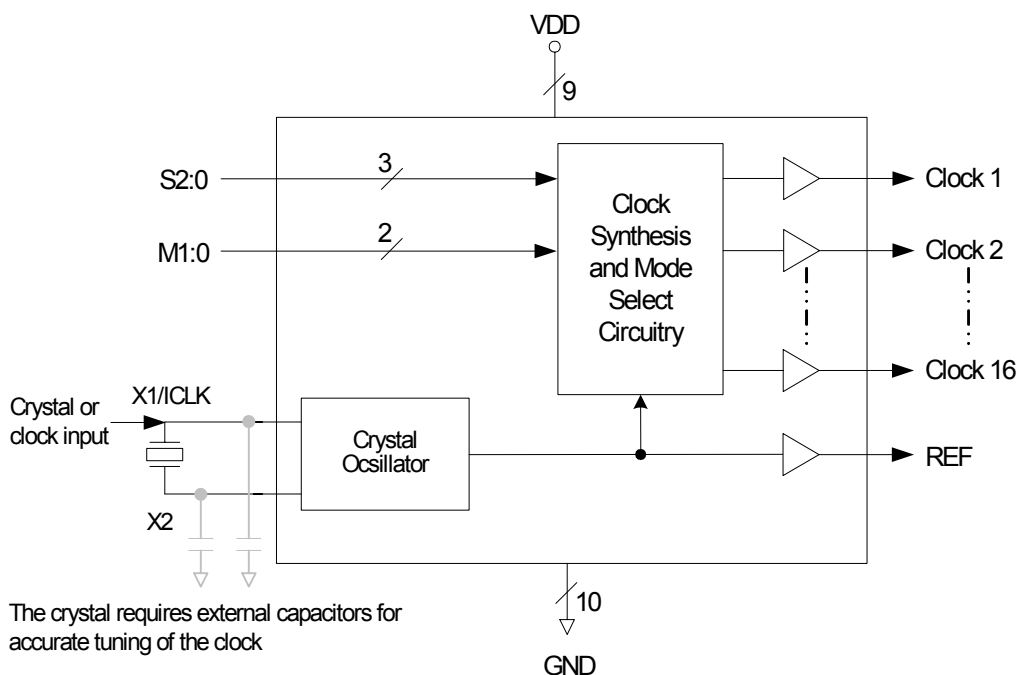 VDD
9
S2:0
3
M1:0
2
Clock
Synthesis
and Mode
Select
Circuitry
Clock 1
Clock 2
Clock 16
X1/ICLK
Crystal or
clock input
Crystal
Ocsillator
REF
X2
The crystal requires external capacitors for
accurate tuning of the clock
10
GND